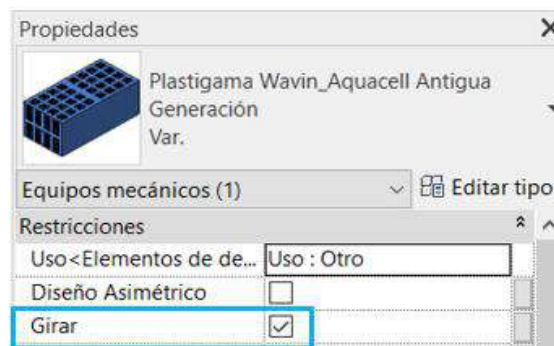 Propiedades
Plastigama Wavin_Aquacell Antigua
Generación
Var.
Equipos mecánicos (1)
Editar tipo
Restricciones
Uso<Elementos de de... Uso : Otro
Diseño Asimétrico
Girar